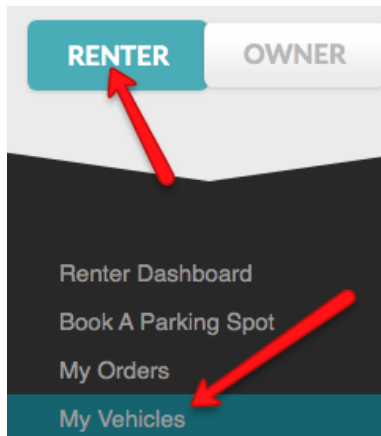 RENTER OWNER
Renter Dashboard
Book A Parking Spot
My Orders
My Vehicles